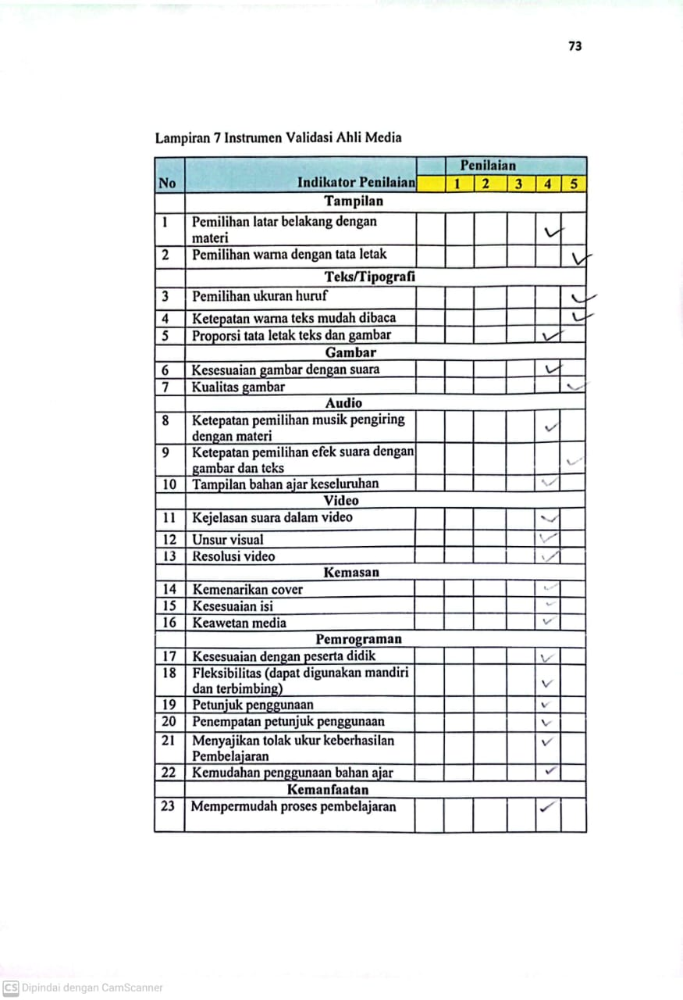 73
Lampiran 7 Instrumen Validasi Ahli Media
Penilaian
No Indikator Penilaian 1 2 3 4 5
Tampilan
1 Pemilihan latar belakang dengan
materi ✓
2 Pemilihan warna dengan tata letak ✓
Teks/Tipografi
3 Pemilihan ukuran huruf ✓
4 Ketepatan warna teks mudah dibaca ✓
5 Proporsi tata letak teks dan gambar ✓
Gambar
6 Kesesuaian gambar dengan suara ✓
7 Kualitas gambar ✓
Audio
8 Ketepatan pemilihan musik pengiring
dengan materi ✓
9 Ketepatan pemilihan efek suara dengan
gambar dan teks ✓
10 Tampilan bahan ajar keseluruhan ✓
Video
11 Kejelasan suara dalam video ✓
12 Unsur visual ✓
13 Resolusi video ✓
Kemasan
14 Kemenarikan cover ✓
15 Kesesuaian isi ✓
16 Keawetan media ✓
Pemrograman
17 Kesesuaian dengan peserta didik ✓
18 Fleksibilitas (dapat digunakan mandiri
dan terbimbing) ✓
19 Petunjuk penggunaan ✓
20 Penempatan petunjuk penggunaan ✓
21 Menyajikan tolak ukur keberhasilan ✓
Pembelajaran
22 Kemudahan penggunaan bahan ajar ✓
Kemanfaatan
23 Mempermudah proses pembelajaran ✓
CS Dipindai dengan CamScanner